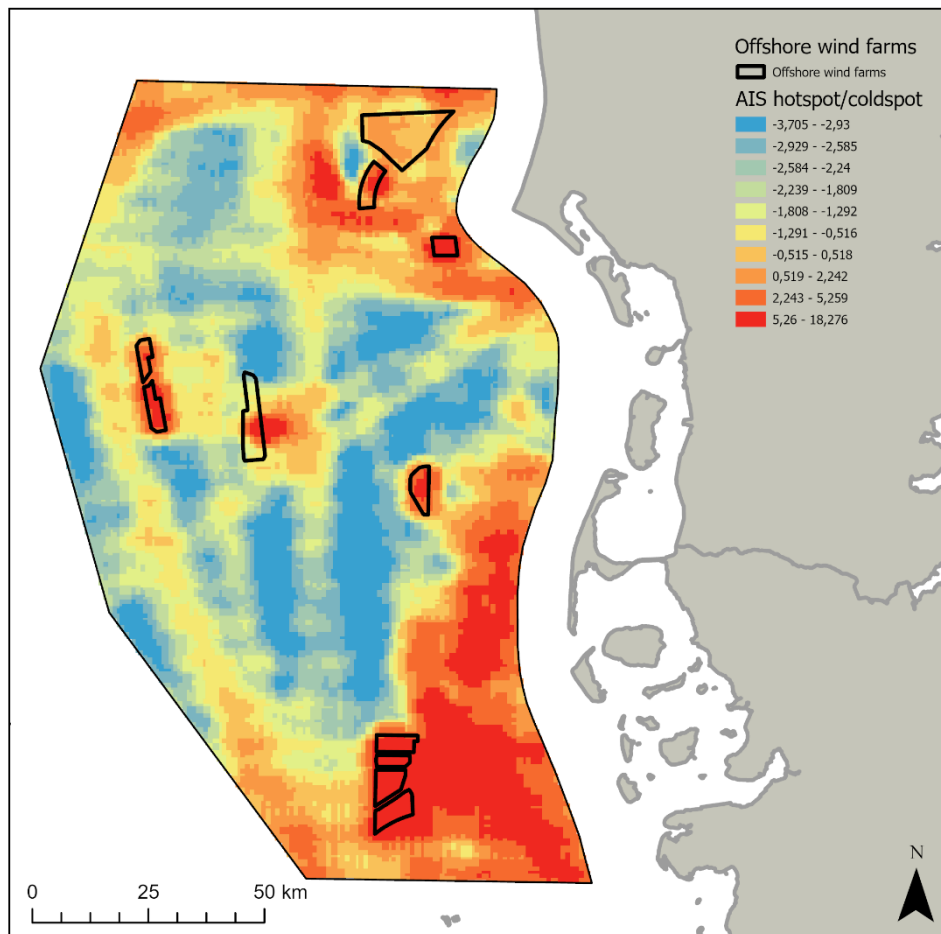 Offshore wind farms
Offshore wind farms
AIS hotspot/coldspot
-3,705 - -2,93
-2,929 - -2,585
-2,584 - -2,24
-2,239 - -1,809
-1,808 - -1,292
-1,291 - -0,516
-0,515 - 0,518
0,519 - 2,242
2,243 - 5,259
5,26 - 18,276
N
0 25 50 km